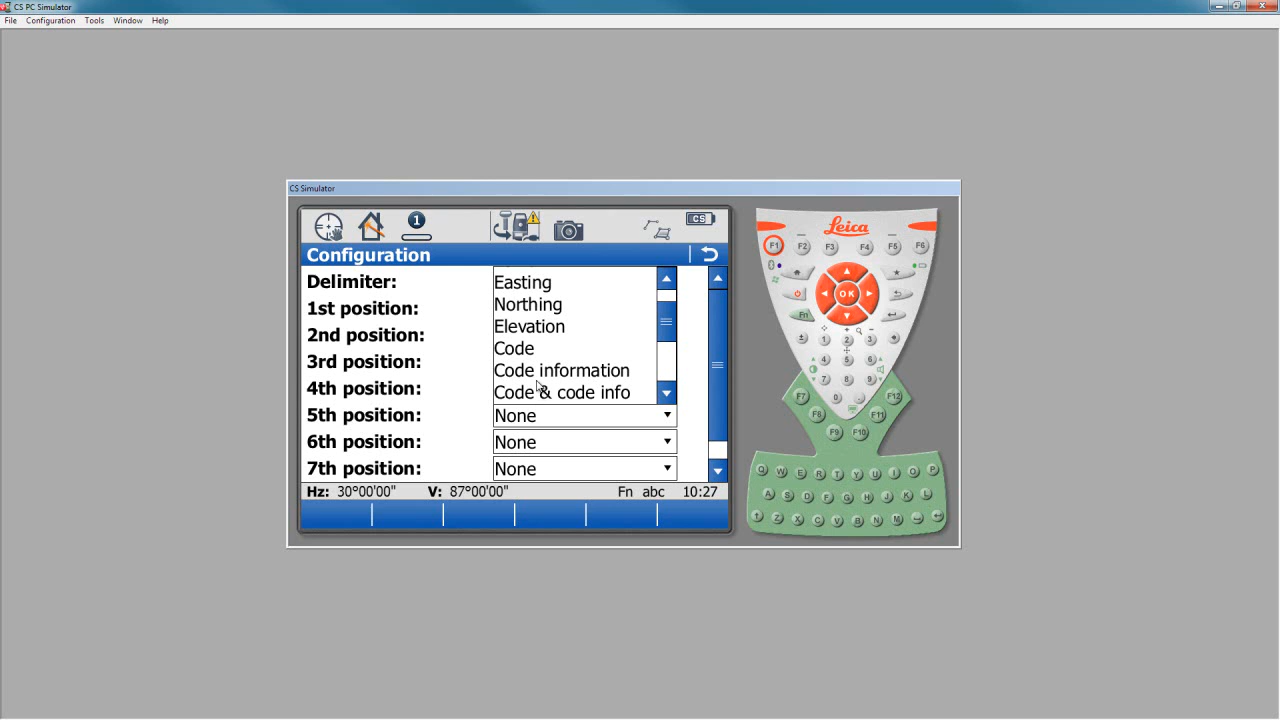 CS PC Simulator
File Configuration Tools Window Help
CS Simulator
1 CS
Configuration
Delimiter: Easting
1st position: Northing
2nd position: Elevation
Code
3rd position: Code information
4th position: Code & code info
5th position: None
6th position: None
7th position: None
Hz: 30°00'00" V: 87°00'00" Fn abc 10:27
Leica
F1 F2 F3 F4 F5 F6
OK
Fn
1 2 3
4 5 6
7 8 9
0 .
F7 F8 F9 F10 F11 F12
Q W E R T Y U I O P
A S D F G H J K L
Z X C V B N M